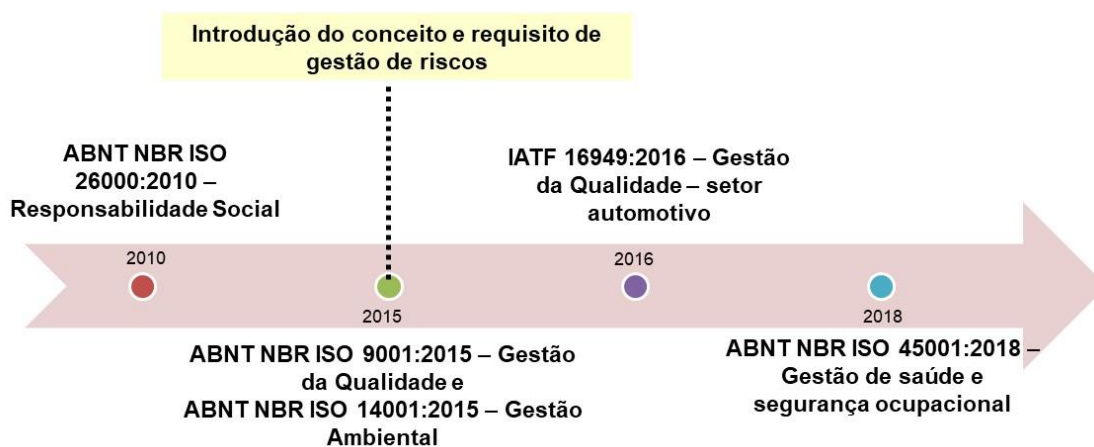 Introdução do conceito e requisito de
gestão de riscos
ABNT NBR ISO
26000:2010 –
Responsabilidade Social
IATF 16949:2016 – Gestão
da Qualidade – setor
automotivo
2010
2016
2015
2018
ABNT NBR ISO 9001:2015 – Gestão
da Qualidade e
ABNT NBR ISO 14001:2015 – Gestão
Ambiental
ABNT NBR ISO 45001:2018 –
Gestão de saúde e
segurança ocupacional